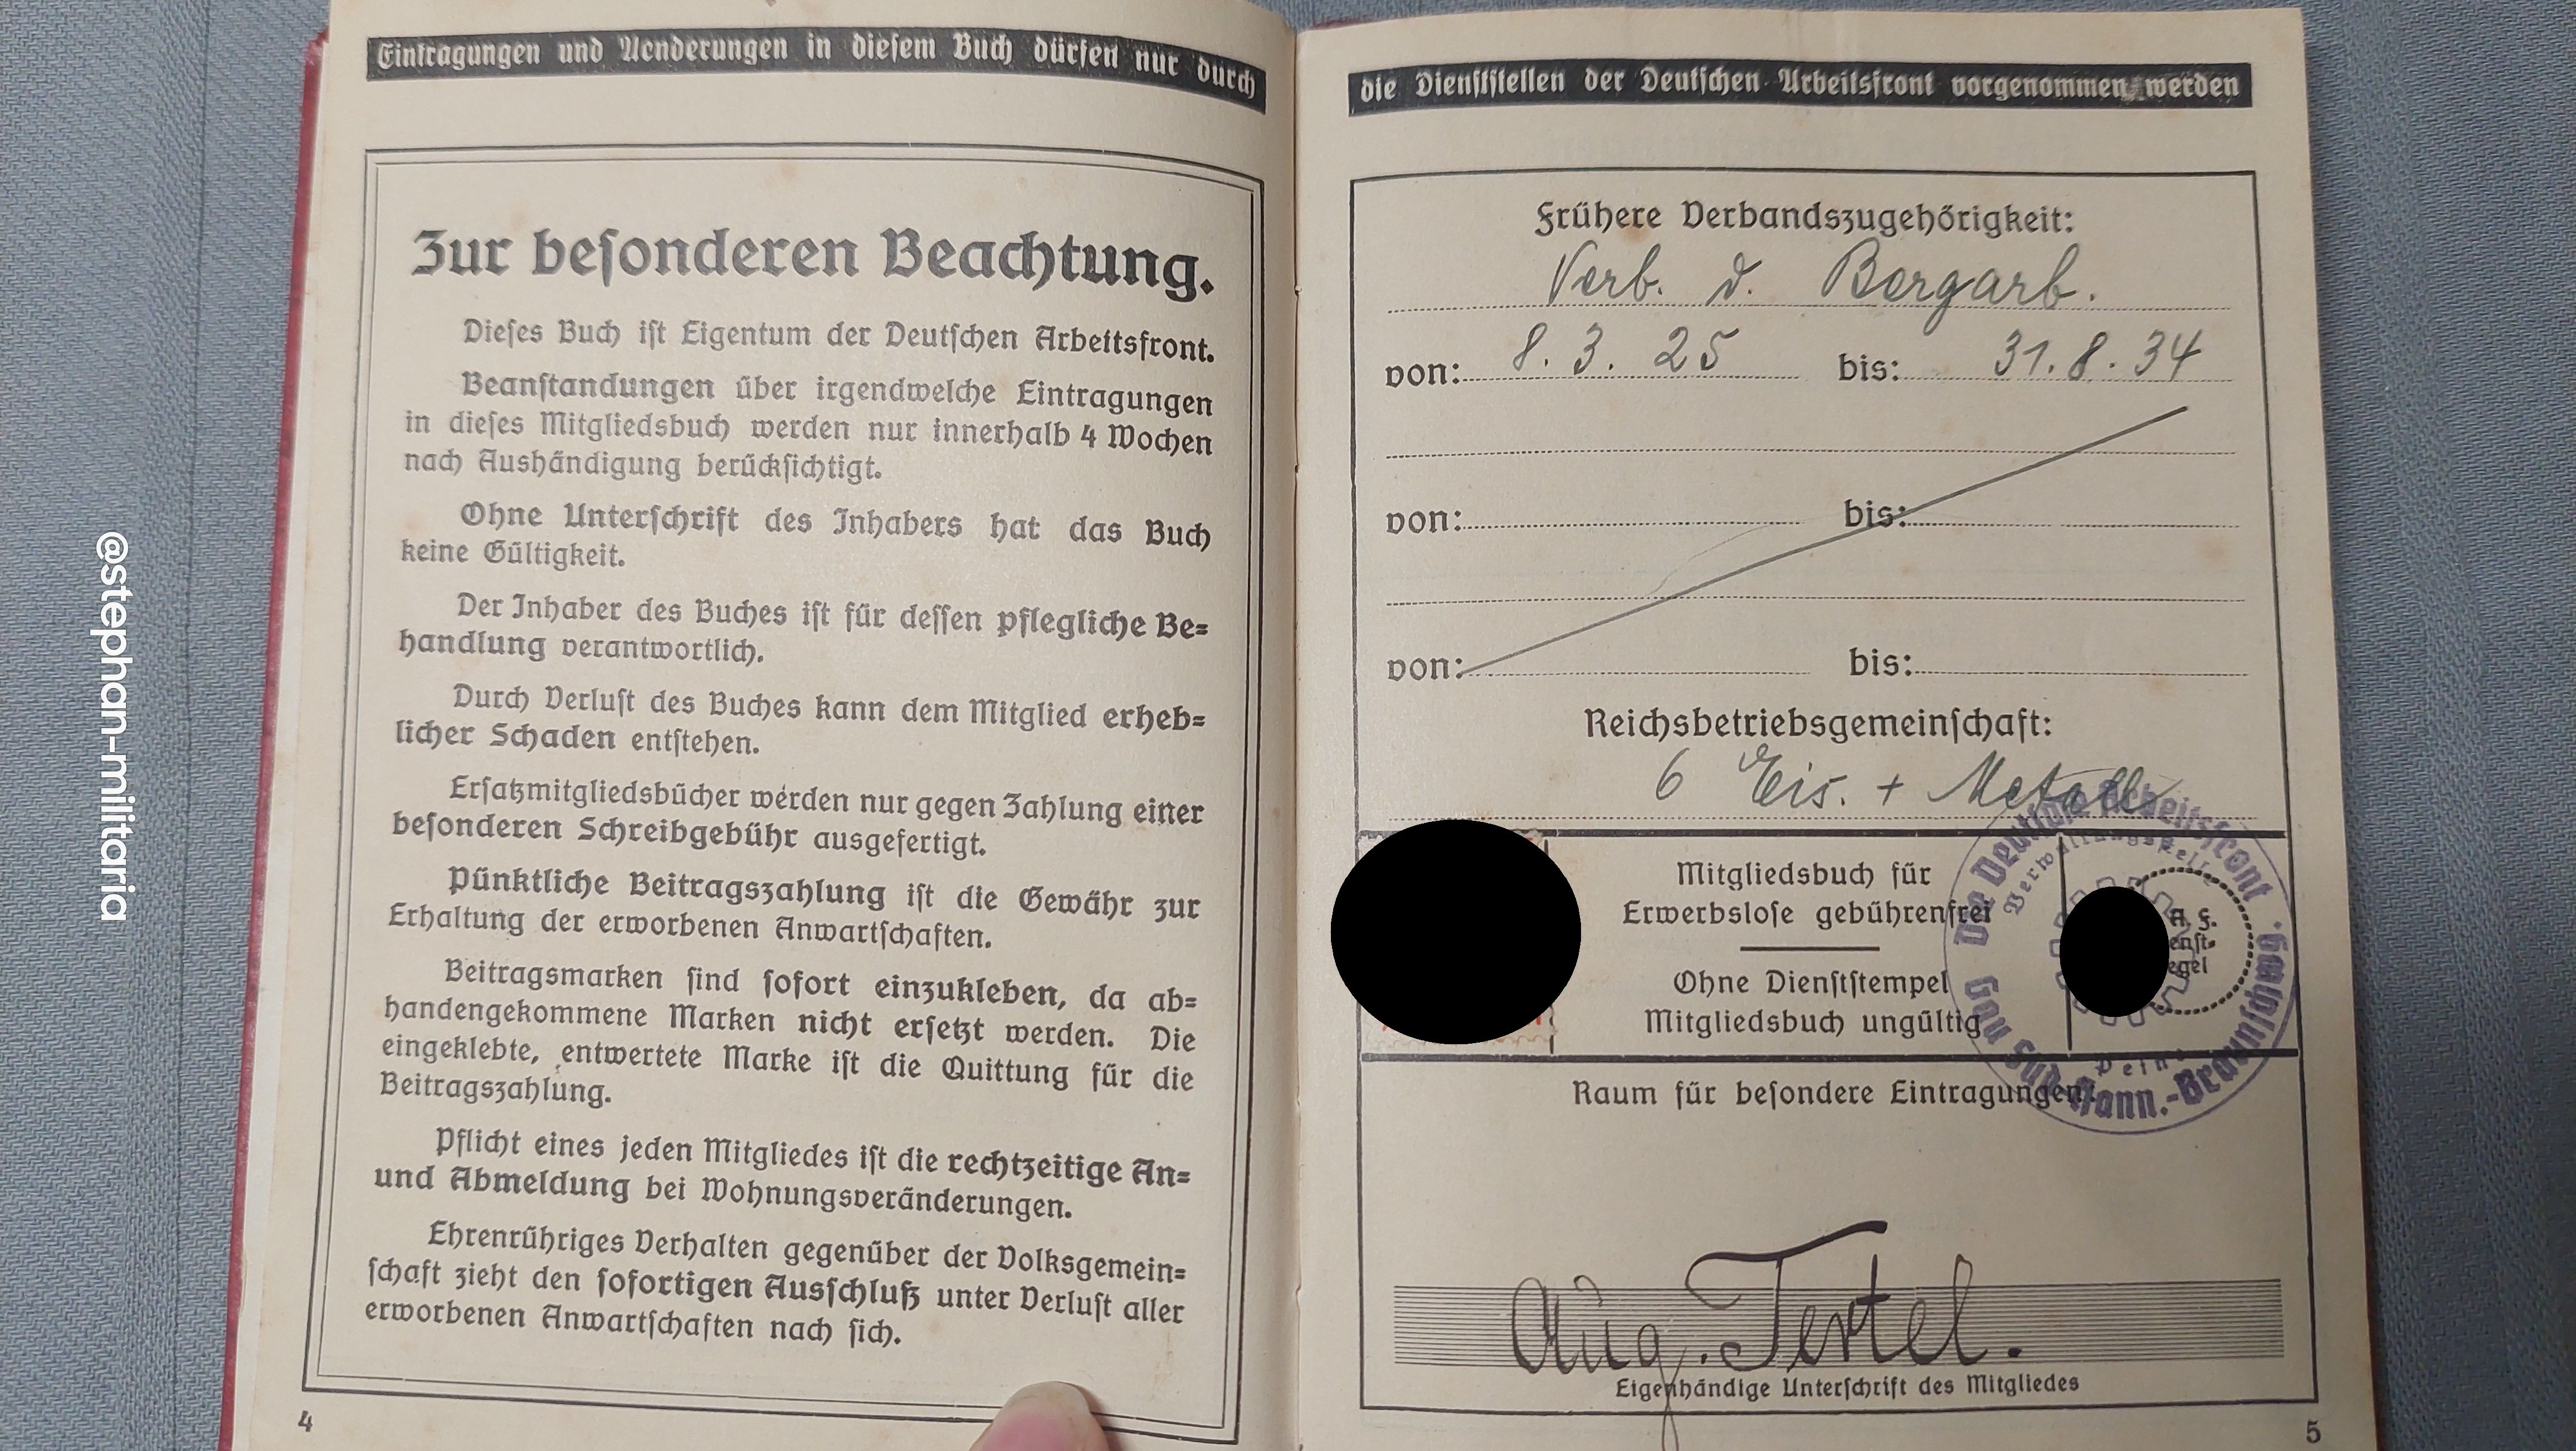 @stephan-militaria
Eintragungen und Aenderungen in diesem Buch dürfen nur durch
Zur besonderen Beachtung.
Dieses Buch ist Eigentum der Deutschen Arbeitsfront.
Beanstandungen über irgendwelche Eintragungen
in dieses Mitgliedsbuch werden nur innerhalb 4 Wochen
nach Aushändigung berücksichtigt.
Ohne Unterschrift des Inhabers hat das Buch
keine Gültigkeit.
Der Inhaber des Buches ist für dessen pflegliche Be=
handlung verantwortlich.
Durch Verlust des Buches kann dem Mitglied erheb=
licher Schaden entstehen.
Ersatzmitgliedsbücher werden nur gegen Zahlung einer
besonderen Schreibgebühr ausgefertigt.
Pünktliche Beitragszahlung ist die Gewähr zur
Erhaltung der erworbenen Anwartschaften.
Beitragsmarken sind sofort einzukleben, da ab=
handengekommene Marken nicht ersetzt werden. Die
eingeklebte, entwertete Marke ist die Quittung für die
Beitragszahlung.
Pflicht eines jeden Mitgliedes ist die rechtzeitige An=
und Abmeldung bei Wohnungsveränderungen.
Ehrenrühriges Verhalten gegenüber der Volksgemein=
schaft zieht den sofortigen Ausschluß unter Verlust aller
erworbenen Anwartschaften nach sich.
4
die Dienststellen der Deutschen Arbeitsfront vorgenommen werden
Frühere Verbandszugehörigkeit:
Verb. d. Bergarb.
von: 8. 3. 25 bis: 31. 8. 34
von: bis:
von: bis:
Reichsbetriebsgemeinschaft:
6 Eis. + Metall
Mitgliedsbuch für
Erwerbslose gebührenfrei
Ohne Dienststempel
Mitgliedsbuch ungültig
Die Deutsche Arbeitsfront
Verwaltungsstelle
Gau Süd-Hann.-Braunschwg.
A. F.
Raum für besondere Eintragungen:
Aug. Tertel.
Eigenhändige Unterschrift des Mitgliedes
5